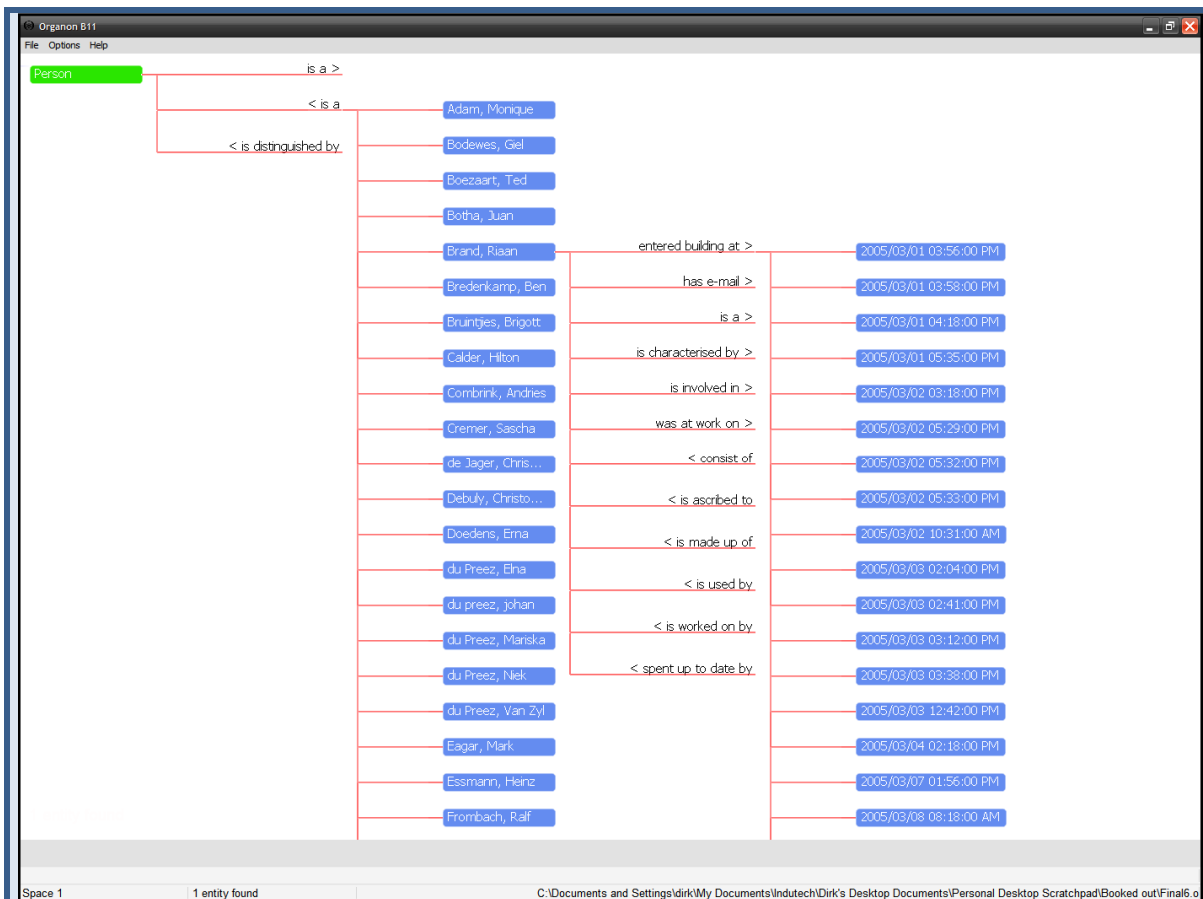 Organon B11
File Options Help
Person
is a >
< is a
< is distinguished by
Adam, Monique
Bodewes, Giel
Boezaart, Ted
Botha, Juan
Brand, Riaan
Bredenkamp, Ben
Bruintjies, Brigott
Calder, Hilton
Combrink, Andries
Cremer, Sascha
de Jager, Chris...
Debuly, Christo...
Doedens, Erna
du Preez, Elna
du preez, johan
du Preez, Mariska
du Preez, Niek
du Preez, Van Zyl
Eagar, Mark
Essmann, Heinz
Frombach, Ralf
entered building at >
has e-mail >
is a >
is characterised by >
is involved in >
was at work on >
< consist of
< is ascribed to
< is made up of
< is used by
< is worked on by
< spent up to date by
2005/03/01 03:56:00 PM
2005/03/01 03:58:00 PM
2005/03/01 04:18:00 PM
2005/03/01 05:35:00 PM
2005/03/02 03:18:00 PM
2005/03/02 05:29:00 PM
2005/03/02 05:32:00 PM
2005/03/02 05:33:00 PM
2005/03/02 10:31:00 AM
2005/03/03 02:04:00 PM
2005/03/03 02:41:00 PM
2005/03/03 03:12:00 PM
2005/03/03 03:38:00 PM
2005/03/03 12:42:00 PM
2005/03/04 02:18:00 PM
2005/03/07 01:56:00 PM
2005/03/08 08:18:00 AM
Space 1
1 entity found
C:\Documents and Settings\dirk\My Documents\Indutech\Dirk's Desktop Documents\Personal Desktop Scratchpad\Booked out\Final6.o